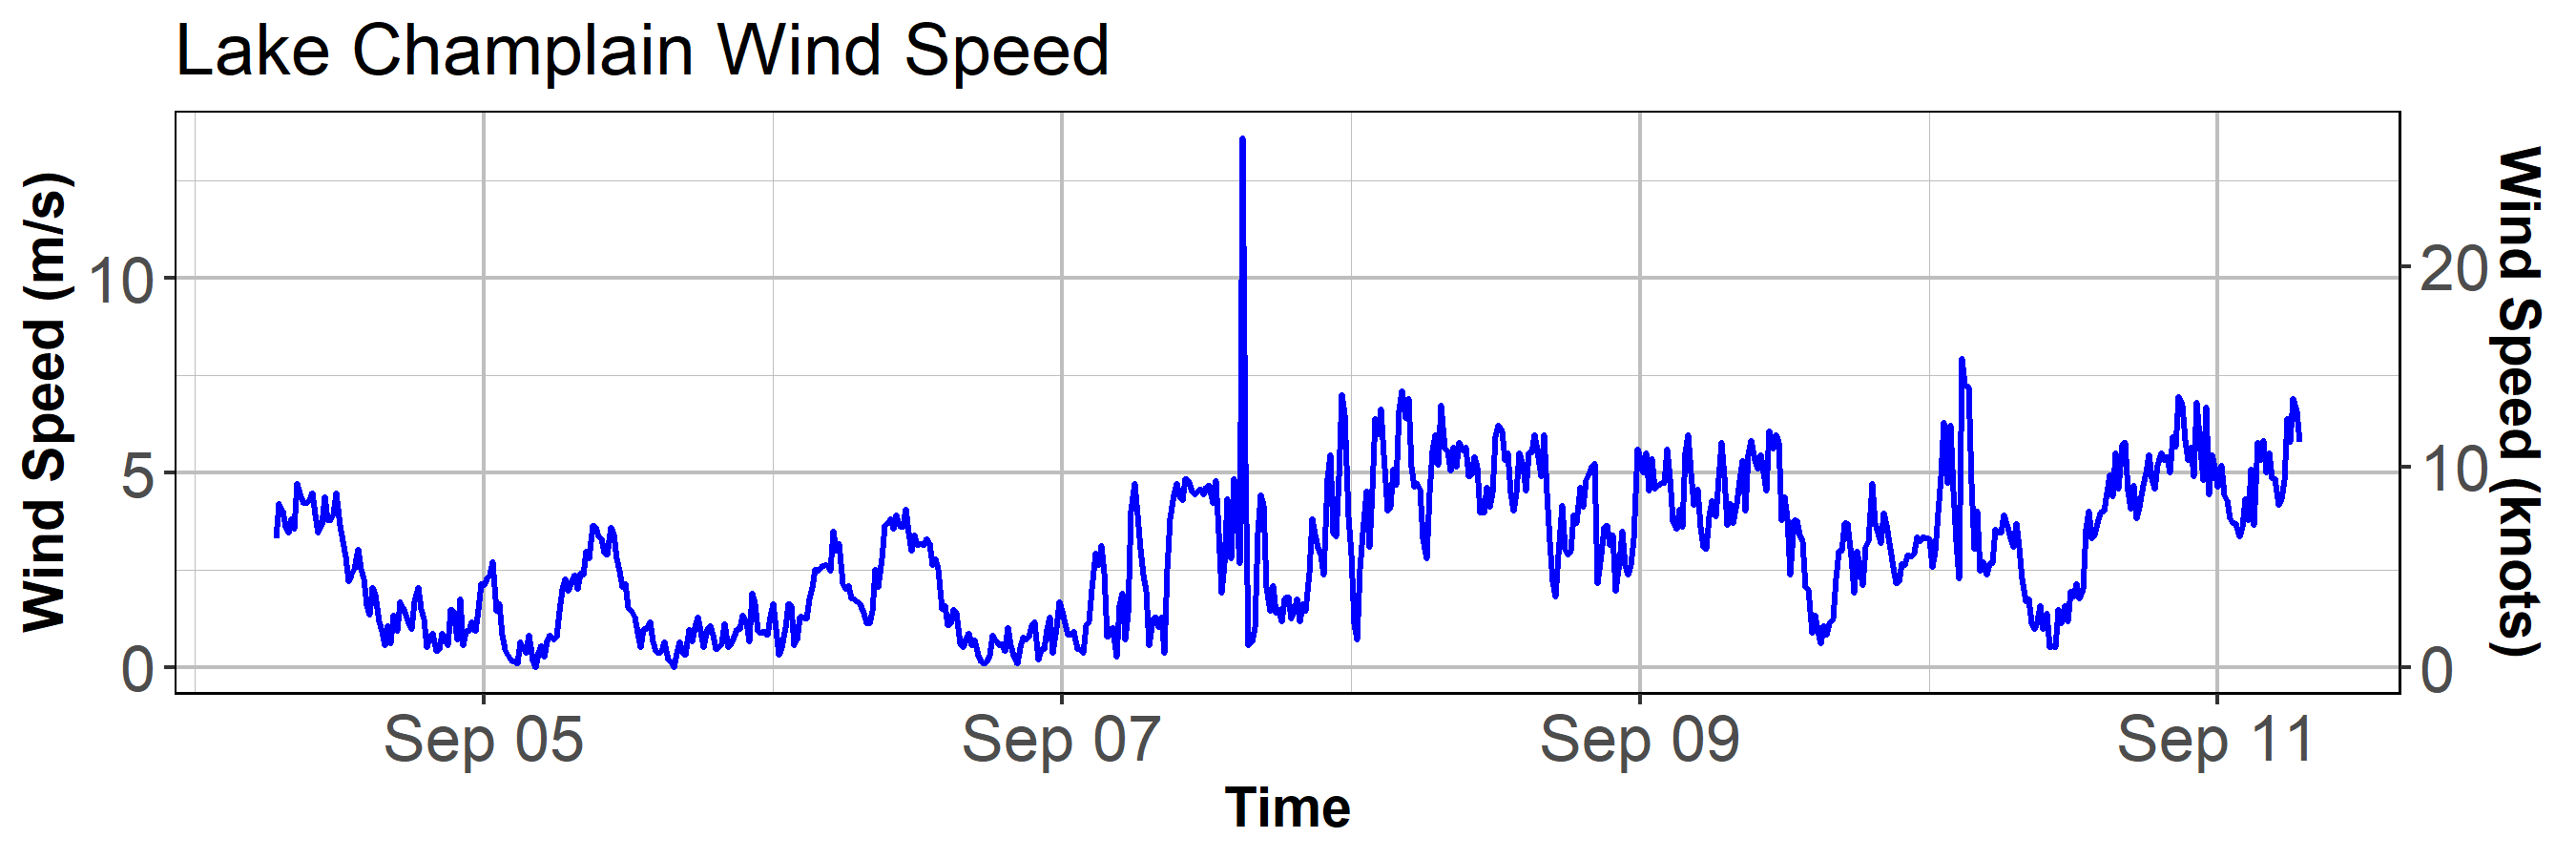 Lake Champlain Wind Speed
Wind Speed (m/s)
10
5
0
20
10
0
Wind Speed (knots)
Sep 05 Sep 07 Sep 09 Sep 11
Time